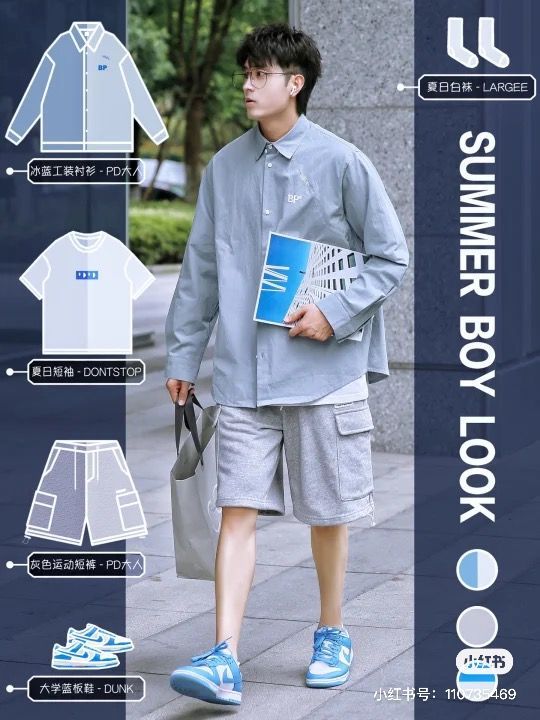 BP
冰蓝工装衬衫 - PD大人
夏日短袖 - DONTSTOP
灰色运动短裤 - PD大人
大学蓝板鞋 - DUNK
BP
夏日白袜 - LARGEE
SUMMER BOY LOOK
小红书
小红书号：110735469